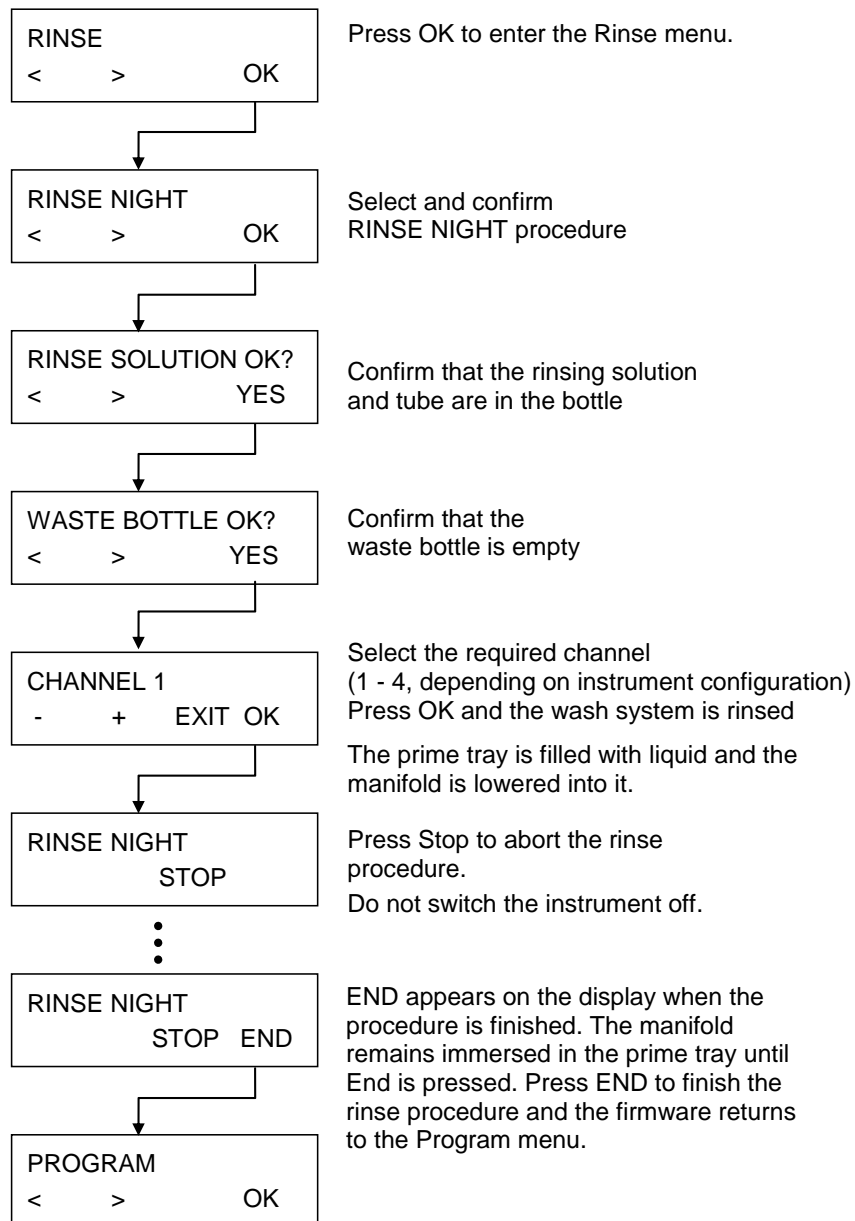 RINSE
< > OK
Press OK to enter the Rinse menu.
RINSE NIGHT
< > OK
Select and confirm
RINSE NIGHT procedure
RINSE SOLUTION OK?
< > YES
Confirm that the rinsing solution
and tube are in the bottle
WASTE BOTTLE OK?
< > YES
Confirm that the
waste bottle is empty
CHANNEL 1
- + EXIT OK
Select the required channel
(1 - 4, depending on instrument configuration)
Press OK and the wash system is rinsed
The prime tray is filled with liquid and the
manifold is lowered into it.
RINSE NIGHT
STOP
Press Stop to abort the rinse
procedure.
Do not switch the instrument off.
RINSE NIGHT
STOP END
END appears on the display when the
procedure is finished. The manifold
remains immersed in the prime tray until
End is pressed. Press END to finish the
rinse procedure and the firmware returns
to the Program menu.
PROGRAM
< > OK